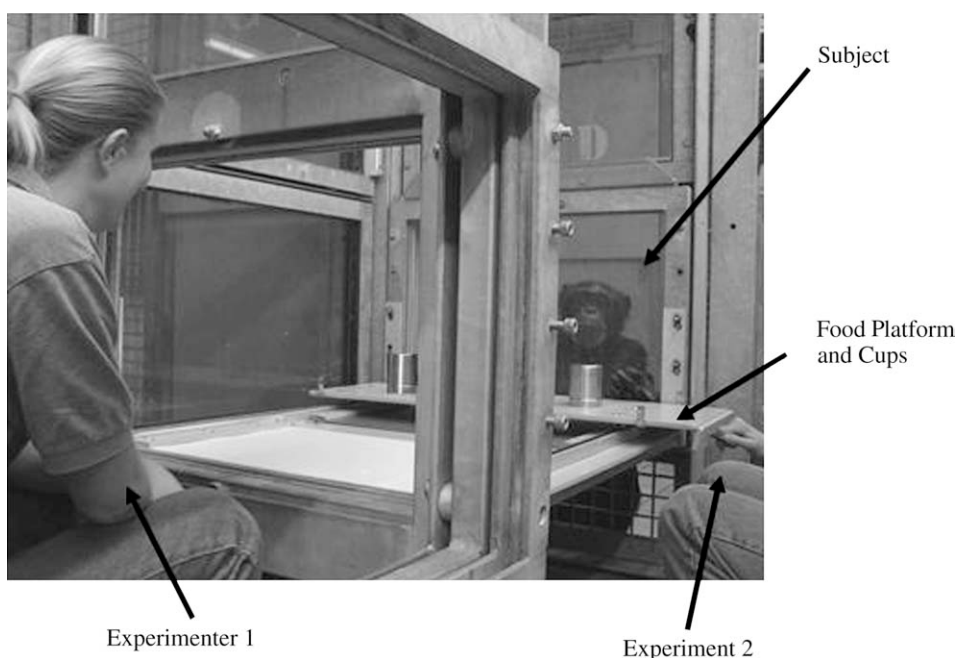 Subject
Food Platform
and Cups
Experimenter 1
Experiment 2